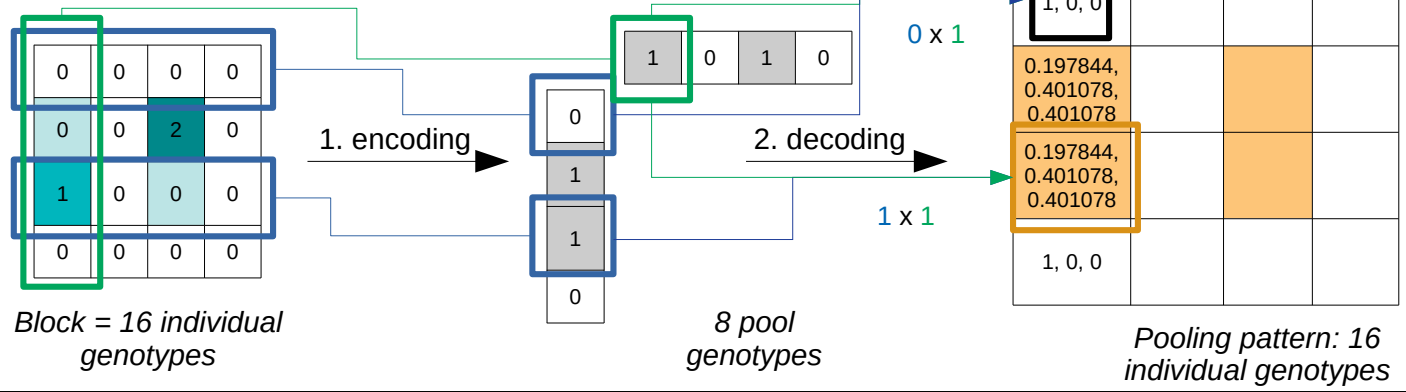 0 0 0 0
0 0 2 0
1 0 0 0
0 0 0 0
Block = 16 individual
genotypes
1. encoding
1 0 1 0
0
1
1
0
8 pool
genotypes
2. decoding
0 x 1
1 x 1
1, 0, 0
0.197844,
0.401078,
0.401078
0.197844,
0.401078,
0.401078
1, 0, 0
Pooling pattern: 16
individual genotypes